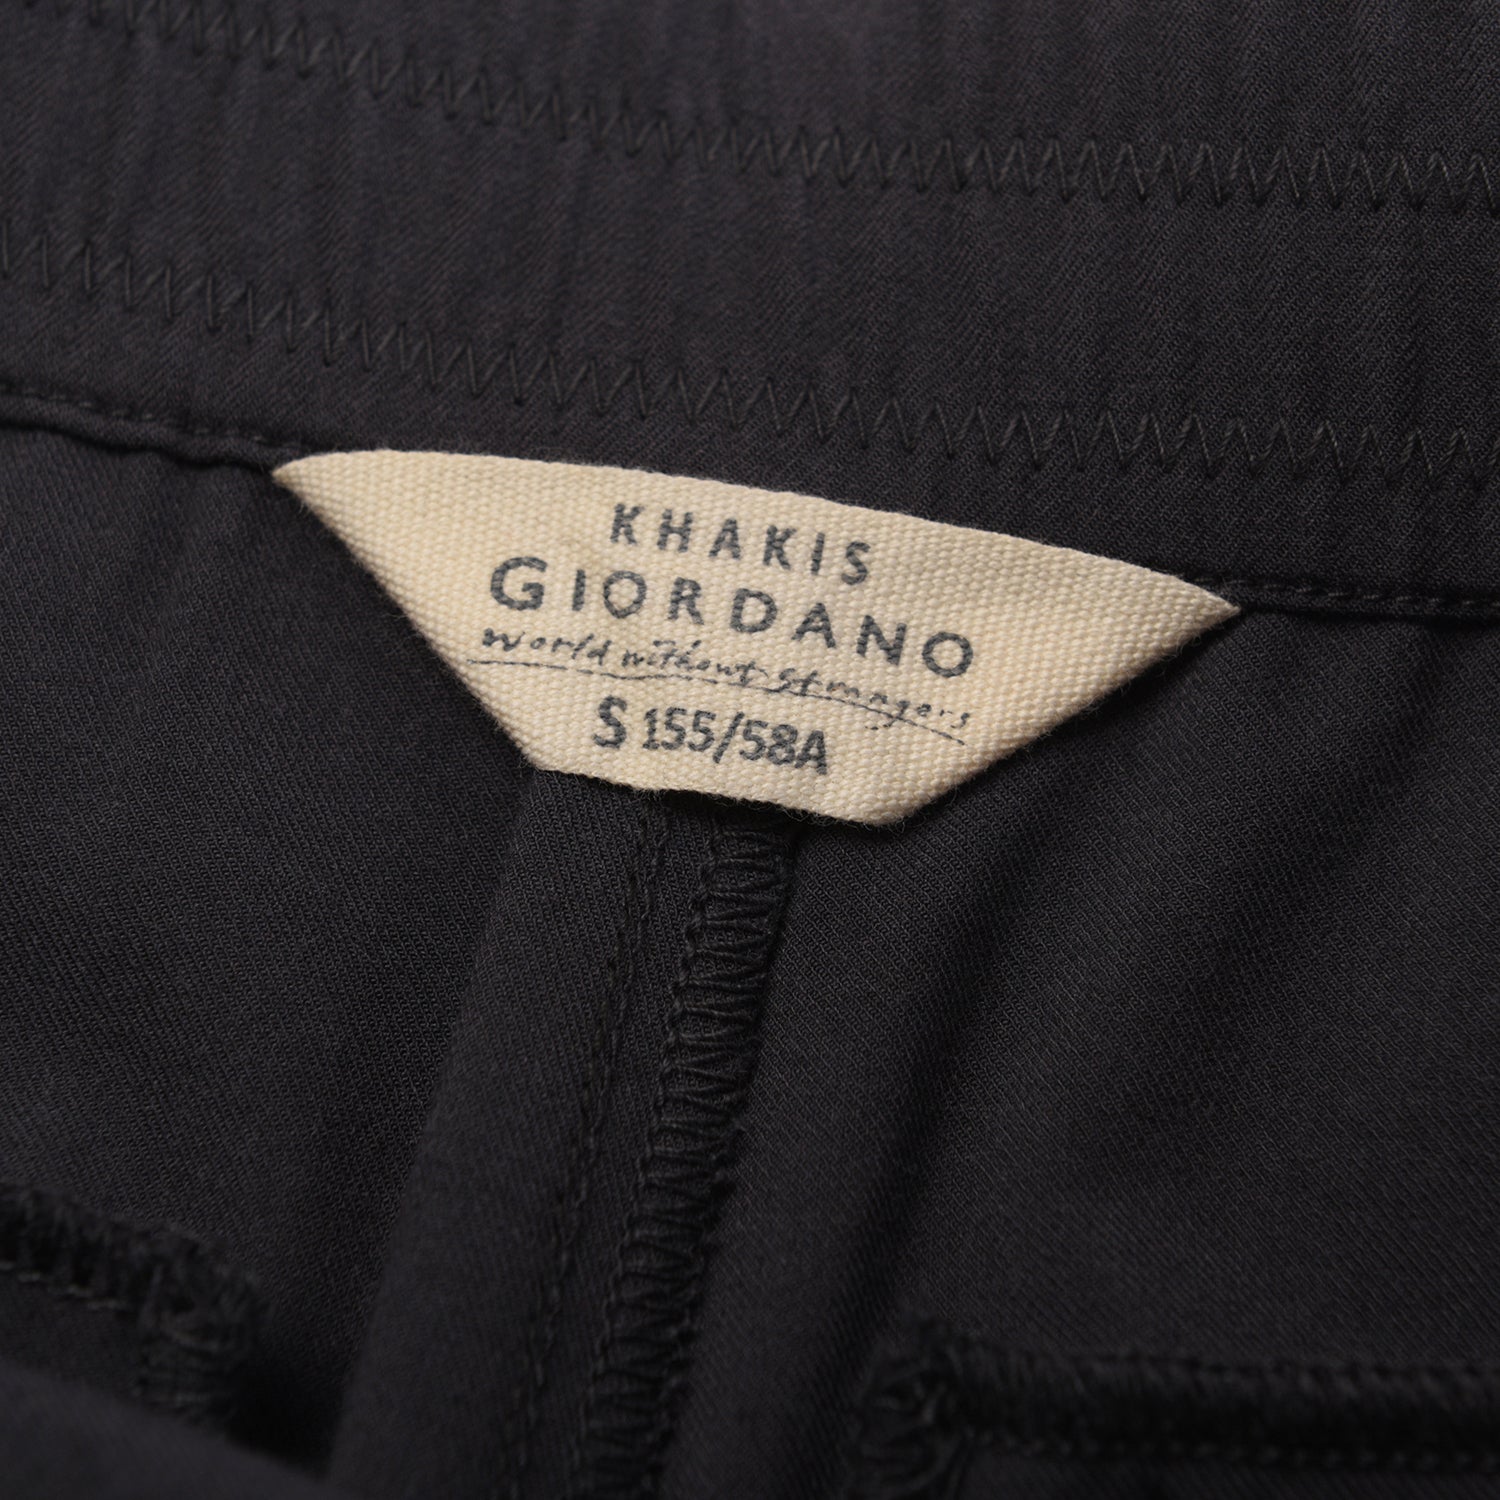 KHAKIS
GIORDANO
World without strangers
S 155/58A